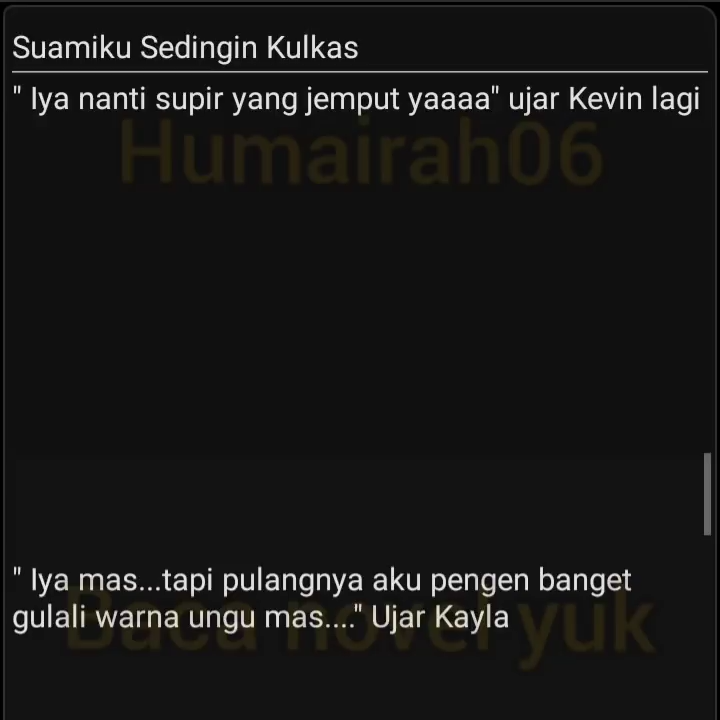 Suamiku Sedingin Kulkas
" Iya nanti supir yang jemput yaaaa" ujar Kevin lagi
Humairah06
" Iya mas...tapi pulangnya aku pengen banget
gulali warna ungu mas...." Ujar Kayla
Baca novel yuk